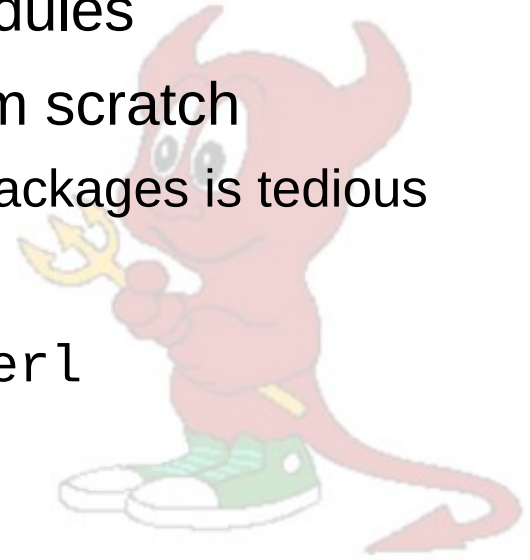 dules
m scratch
ackages is tedious
erl